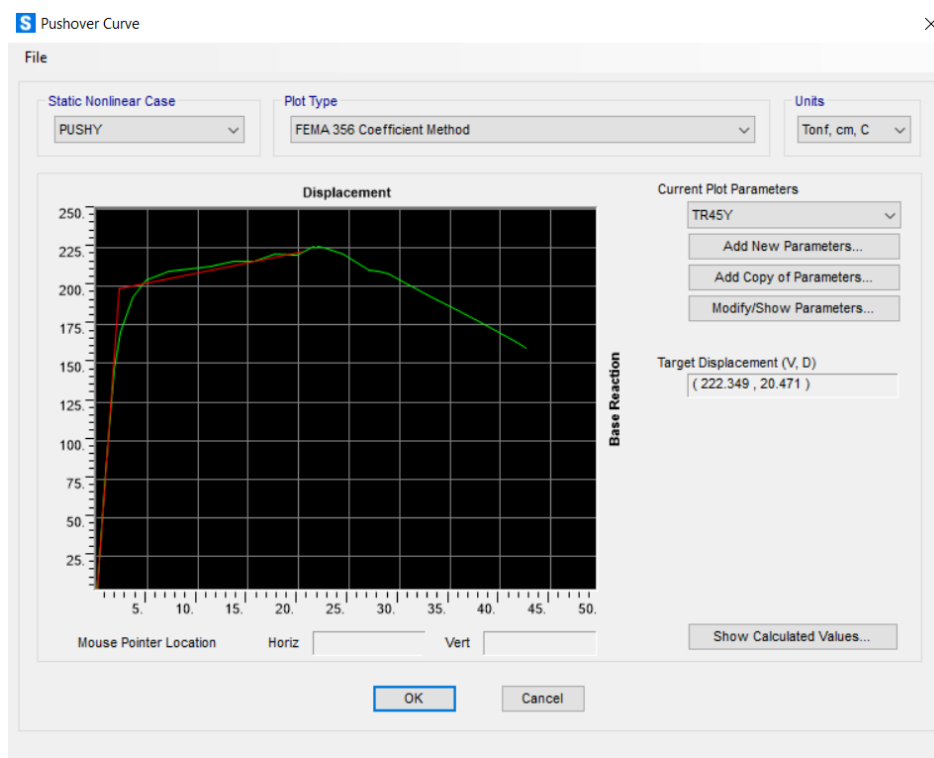 S Pushover Curve
File
Static Nonlinear Case
Plot Type
Units
PUSHY
FEMA 356 Coefficient Method
Tonf, cm, C
Displacement
250.
225.
200.
175.
150.
125.
100.
75.
50.
25.
5. 10. 15. 20. 25. 30. 35. 40. 45. 50.
Base Reaction
Mouse Pointer Location Horiz Vert
Current Plot Parameters
TR45Y
Add New Parameters...
Add Copy of Parameters...
Modify/Show Parameters...
Target Displacement (V, D)
( 222.349 , 20.471 )
Show Calculated Values...
OK
Cancel